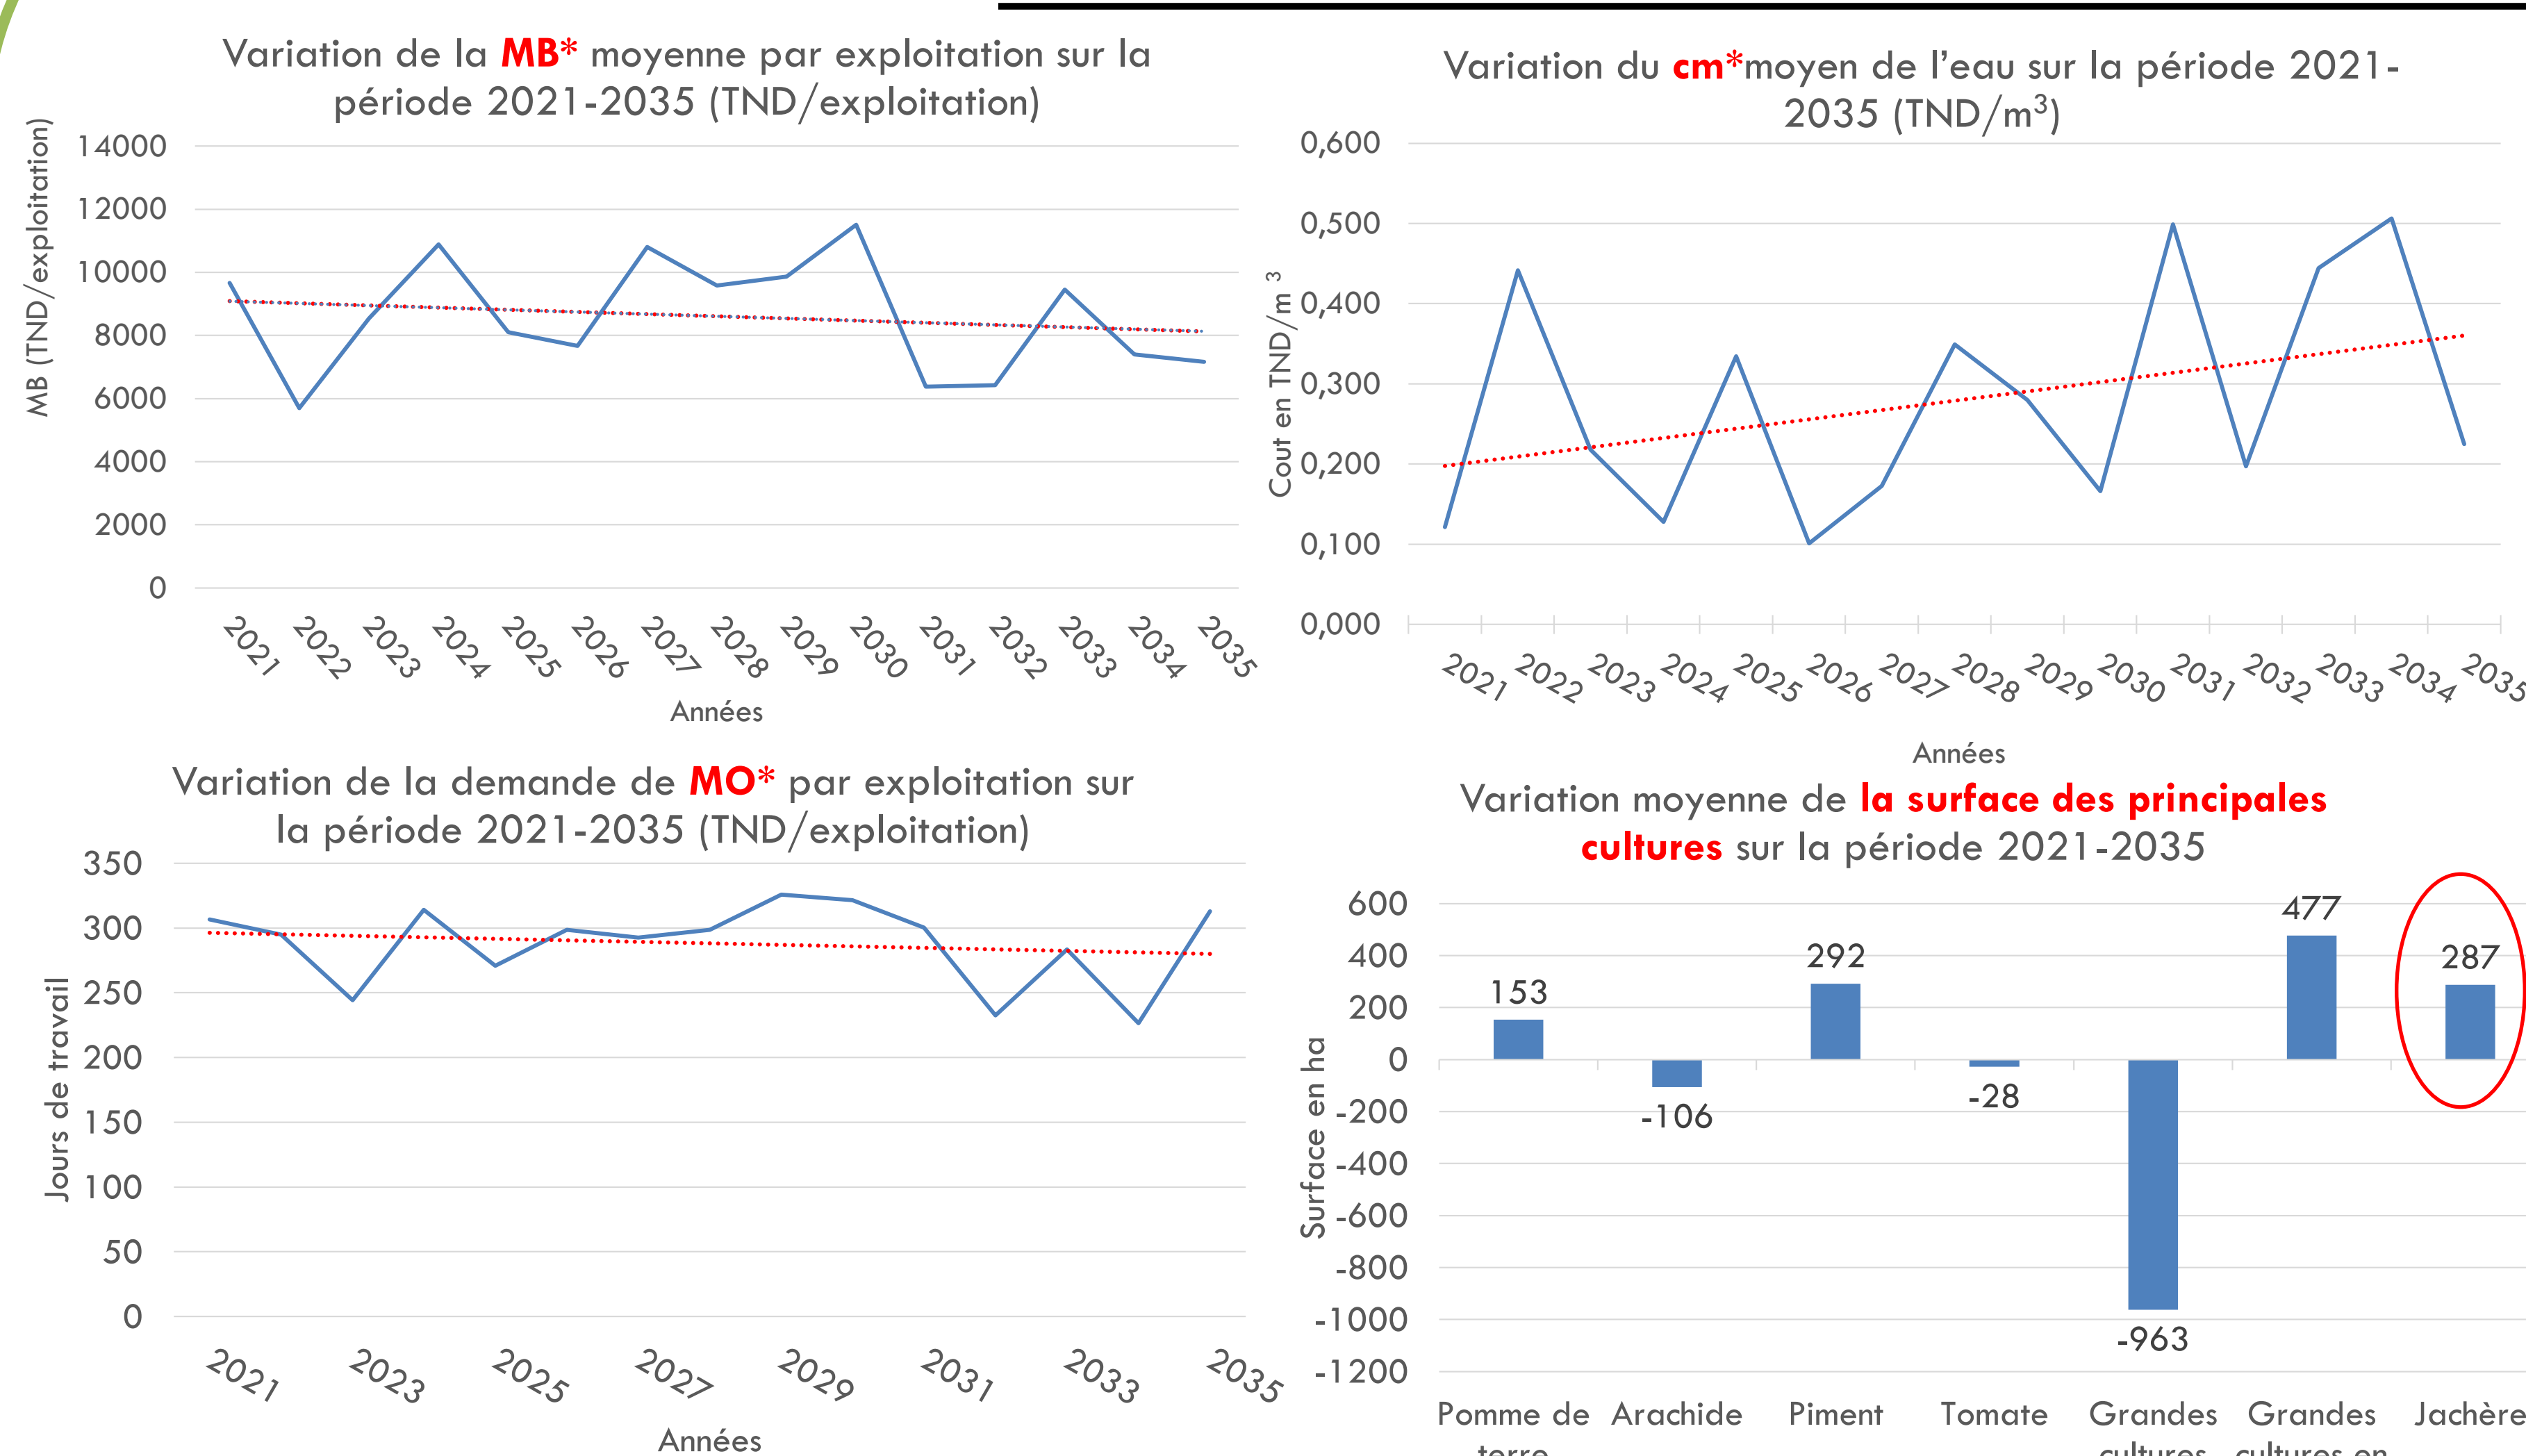 Variation de la MB* moyenne par exploitation sur la
période 2021-2035 (TND/exploitation)
MB (TND/exploitation)
14000
12000
10000
8000
6000
4000
2000
0
2021 2022 2023 2024 2025 2026 2027 2028 2029 2030 2031 2032 2033 2034 2035
Années
Variation du cm*moyen de l'eau sur la période 2021-
2035 (TND/m³)
Cout en TND/m ³
0,600
0,500
0,400
0,300
0,200
0,100
0,000
2021 2022 2023 2024 2025 2026 2027 2028 2029 2030 2031 2032 2033 2034 2035
Années
Variation de la demande de MO* par exploitation sur
la période 2021-2035 (TND/exploitation)
Jours de travail
350
300
250
200
150
100
50
0
2021 2023 2025 2027 2029 2031 2033 2035
Années
Variation moyenne de la surface des principales
cultures sur la période 2021-2035
Surface en ha
600
400
200
0
-200
-400
-600
-800
-1000
-1200
153
-106
292
-28
-963
477
287
Pomme de Arachide Piment Tomate Grandes Grandes Jachère
terre cultures cultures en